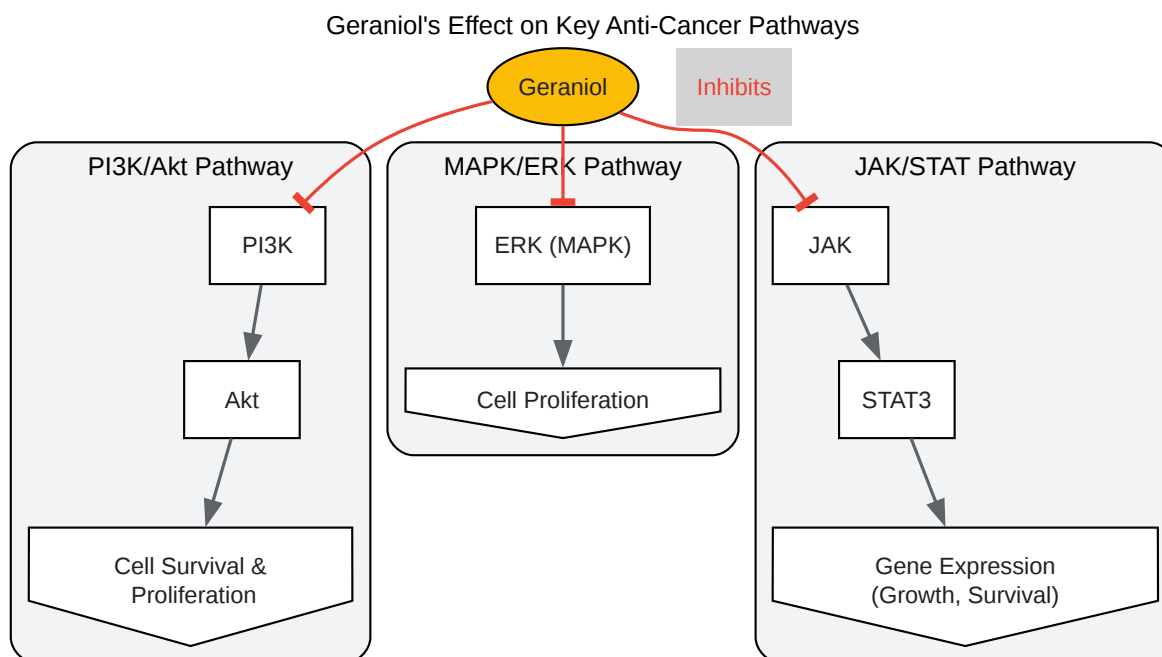 Geraniol's Effect on Key Anti-Cancer Pathways
Geraniol
Inhibits
PI3K/Akt Pathway
MAPK/ERK Pathway
JAK/STAT Pathway
PI3K
ERK (MAPK)
JAK
Akt
Cell Proliferation
STAT3
Cell Survival &
Proliferation
Gene Expression
(Growth, Survival)